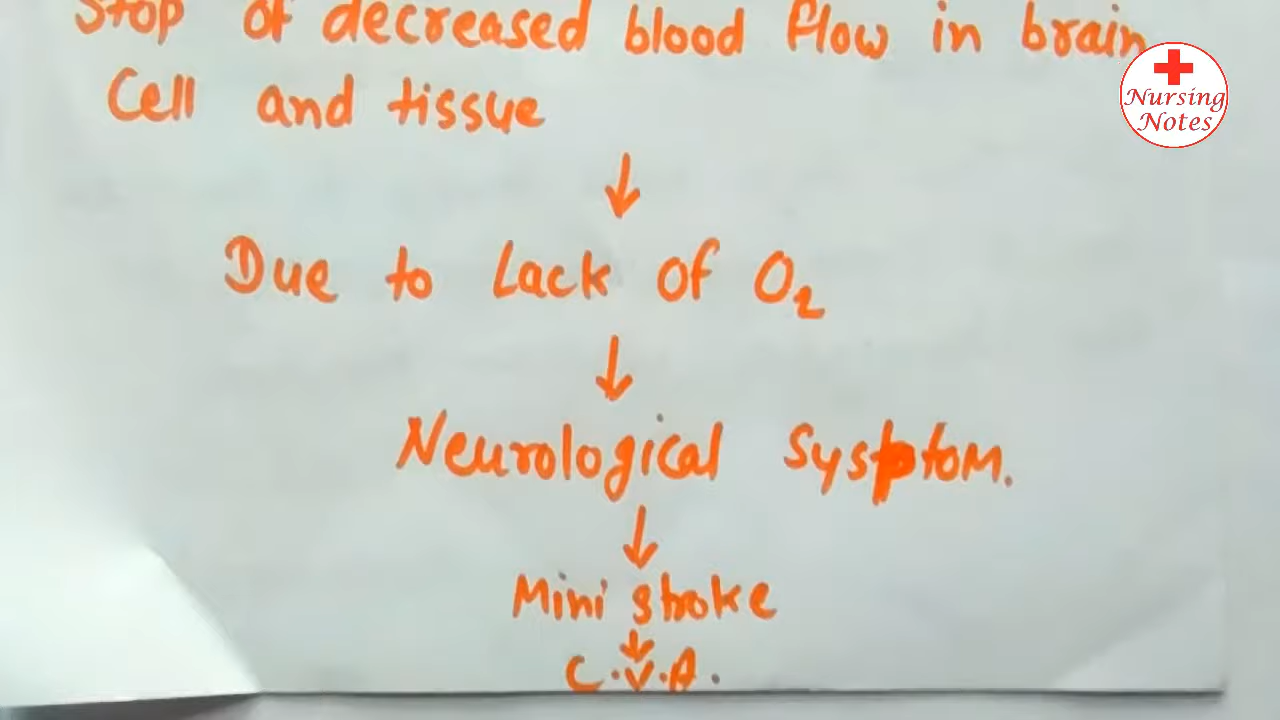 Stop of decreased blood flow in brain
Cell and tissue
↓
Due to Lack of O₂
↓
Neurological Systom.
↓
Mini stroke
↓
C.V.A.
Nursing
Notes